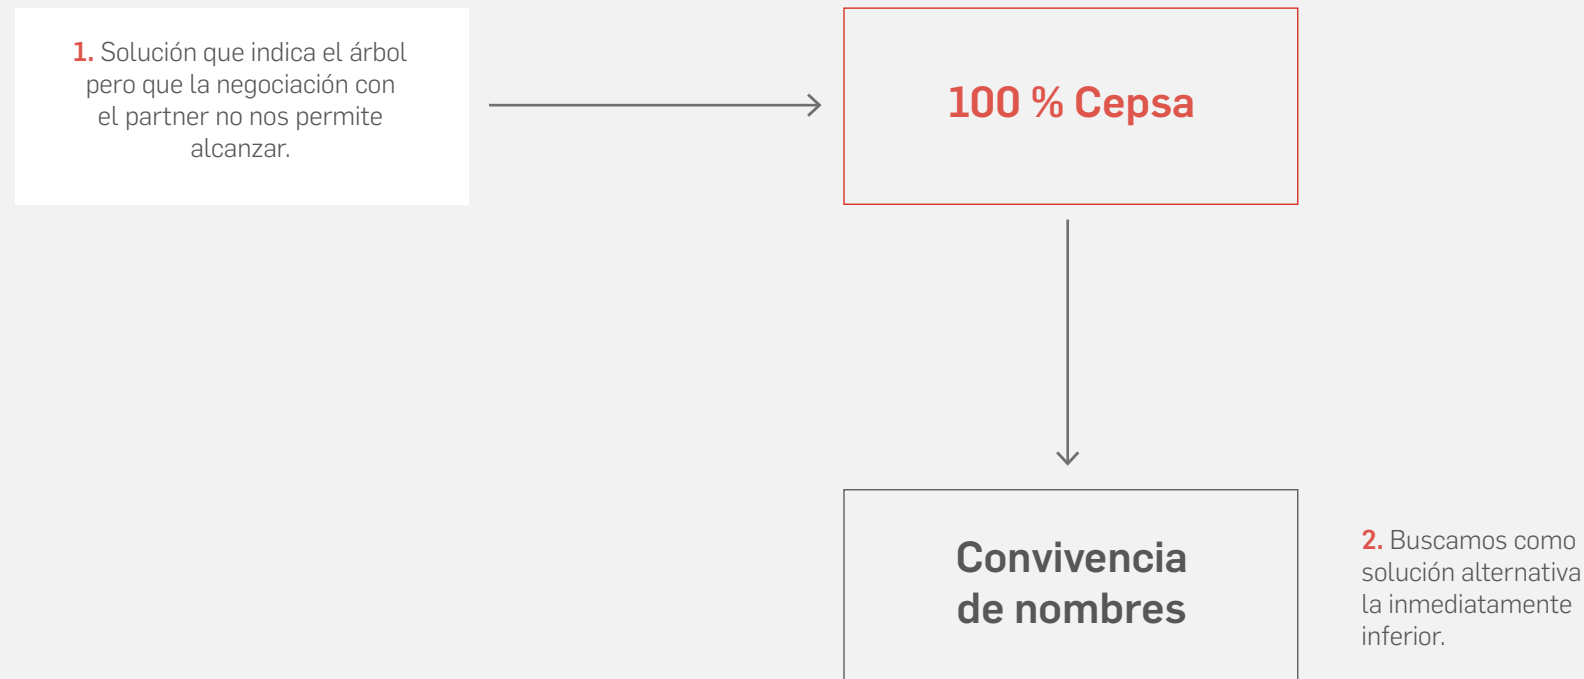 1. Solución que indica el árbol
pero que la negociación con
el partner no nos permite
alcanzar.
100 % Cepsa
Convivencia
de nombres
2. Buscamos como
solución alternativa
la inmediatamente
inferior.